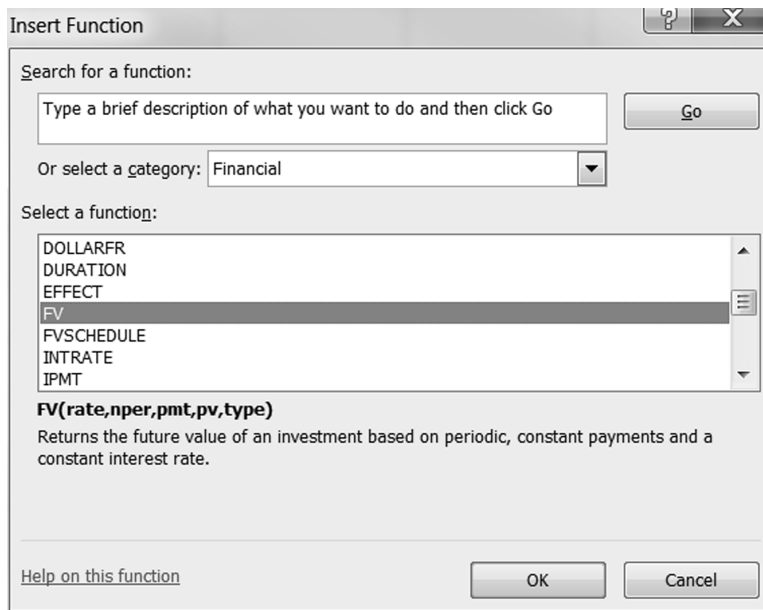 Insert Function
? X
Search for a function:
Type a brief description of what you want to do and then click Go
Go
Or select a category: Financial
Select a function:
DOLLARFR
DURATION
EFFECT
FV
FVSCHEDULE
INTRATE
IPMT
FV(rate,nper,pmt,pv,type)
Returns the future value of an investment based on periodic, constant payments and a
constant interest rate.
Help on this function
OK
Cancel